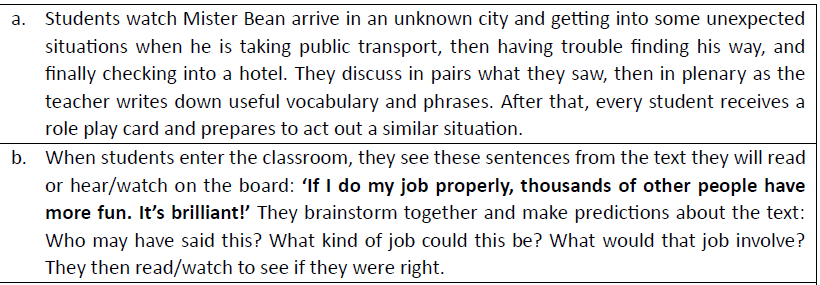 a. Students watch Mister Bean arrive in an unknown city and getting into some unexpected
situations when he is taking public transport, then having trouble finding his way, and
finally checking into a hotel. They discuss in pairs what they saw, then in plenary as the
teacher writes down useful vocabulary and phrases. After that, every student receives a
role play card and prepares to act out a similar situation.
b. When students enter the classroom, they see these sentences from the text they will read
or hear/watch on the board: ‘If I do my job properly, thousands of other people have
more fun. It’s brilliant!’ They brainstorm together and make predictions about the text:
Who may have said this? What kind of job could this be? What would that job involve?
They then read/watch to see if they were right.